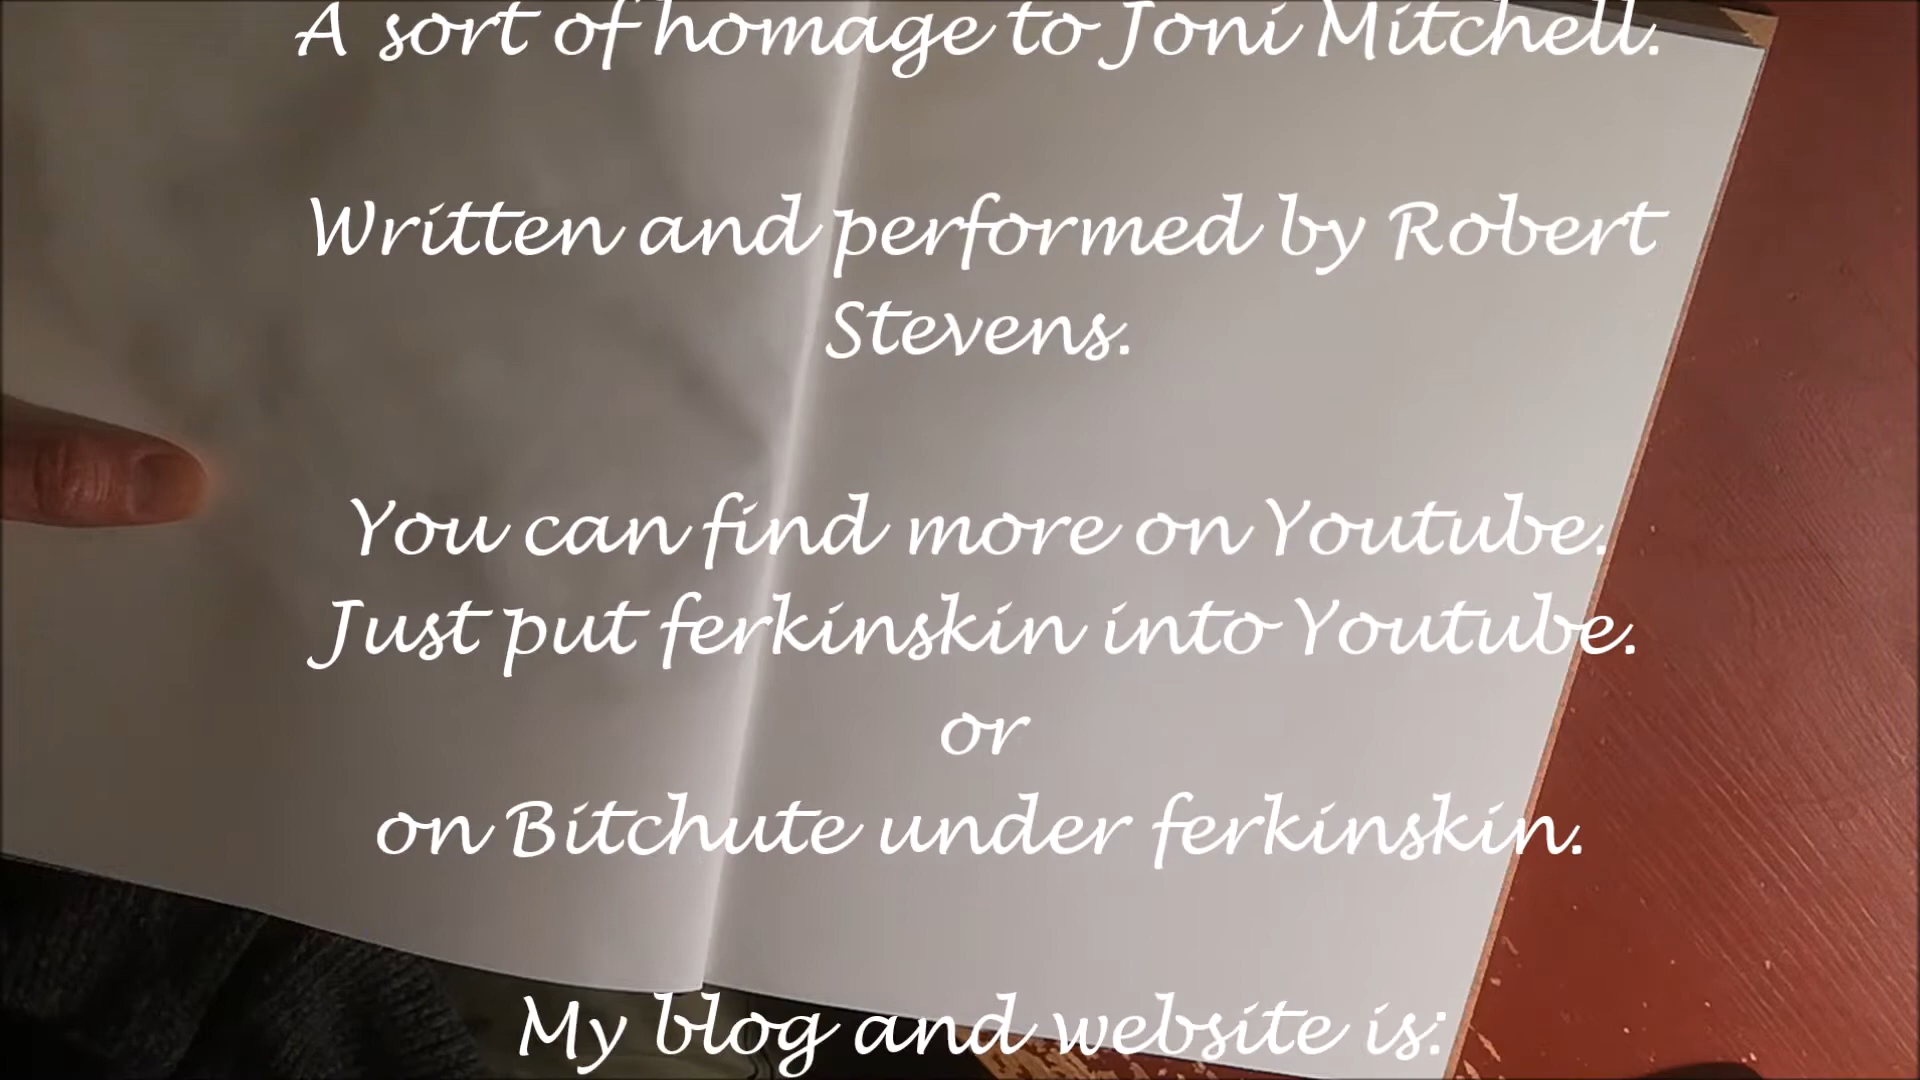 A sort of homage to Joni Mitchell.
Written and performed by Robert
Stevens.
You can find more on Youtube.
Just put ferkinskin into Youtube.
or
on Bitchute under ferkinskin.
My blog and website is: